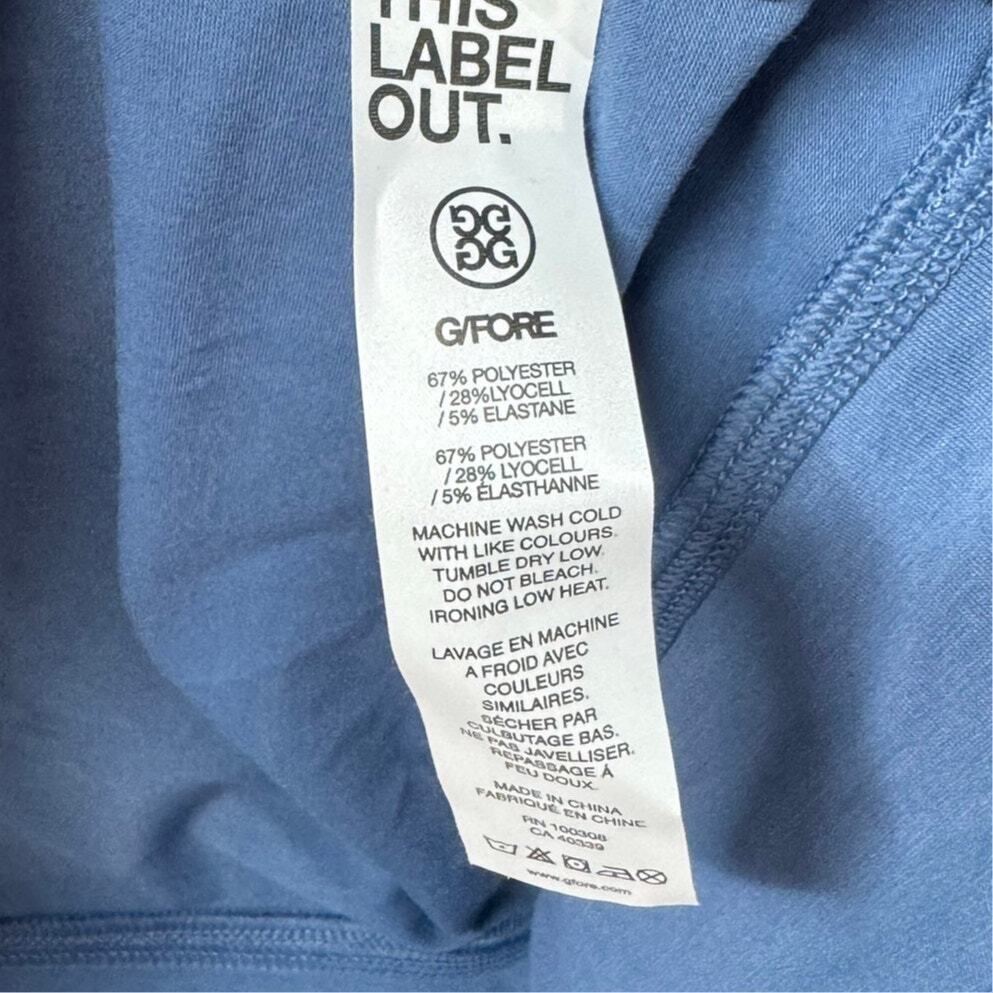 THIS
LABEL
OUT.
G/FORE
67% POLYESTER
/ 28%LYOCELL
/ 5% ELASTANE
67% POLYESTER
/ 28% LYOCELL
/ 5% ÉLASTHANNE
MACHINE WASH COLD
WITH LIKE COLOURS.
TUMBLE DRY LOW.
DO NOT BLEACH.
IRONING LOW HEAT.
LAVAGE EN MACHINE
A FROID AVEC
COULEURS
SIMILAIRES.
SÉCHER PAR
CULBUTAGE BAS.
NE PAS JAVELLISER.
REPASSAGE À
FEU DOUX.
MADE IN CHINA
FABRIQUÉ EN CHINE
RN 100308
CA 40339
www.gfore.com